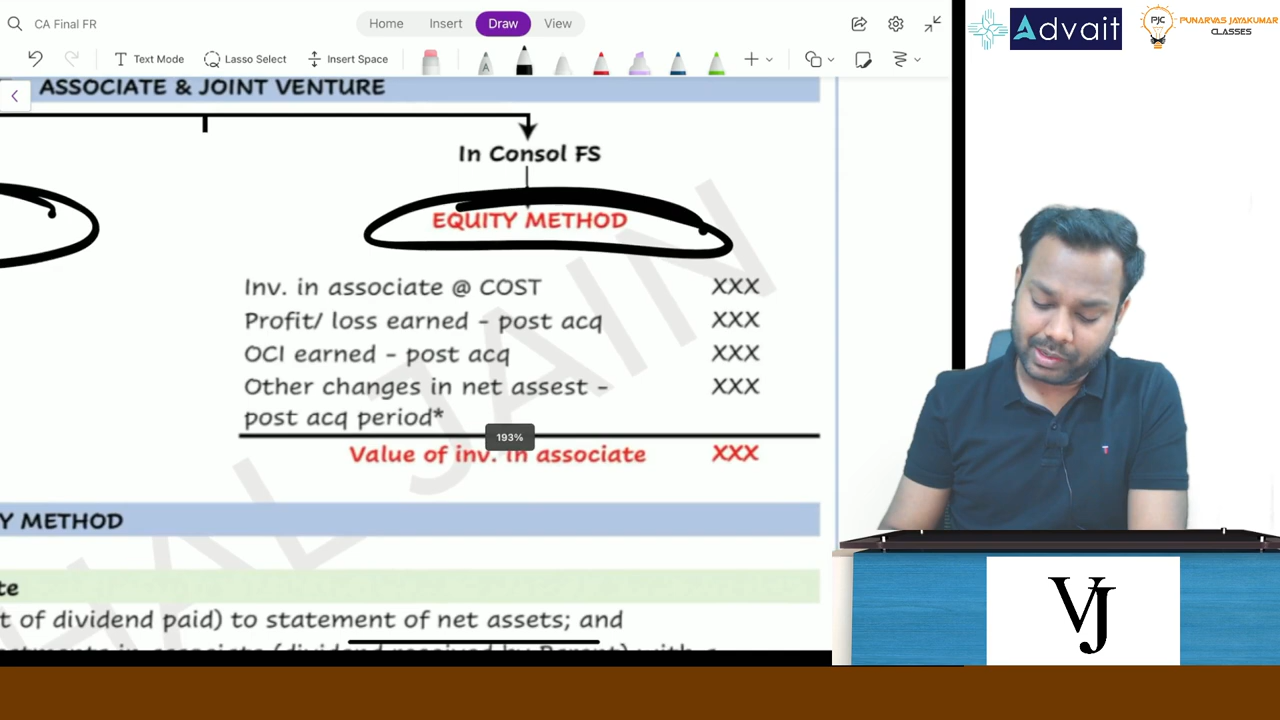 CA Final FR
Home Insert Draw View
Advait
PJC PUNARVAS JAYAKUMAR CLASSES
Text Mode Lasso Select Insert Space
ASSOCIATE & JOINT VENTURE
In Consol FS
EQUITY METHOD
Inv. in associate @ COST XXX
Profit/ loss earned - post acq XXX
OCI earned - post acq XXX
Other changes in net assest - XXX
post acq period*
193%
Value of inv. in associate XXX
Y METHOD
te
t of dividend paid) to statement of net assets; and
HAL JAIN
VJ